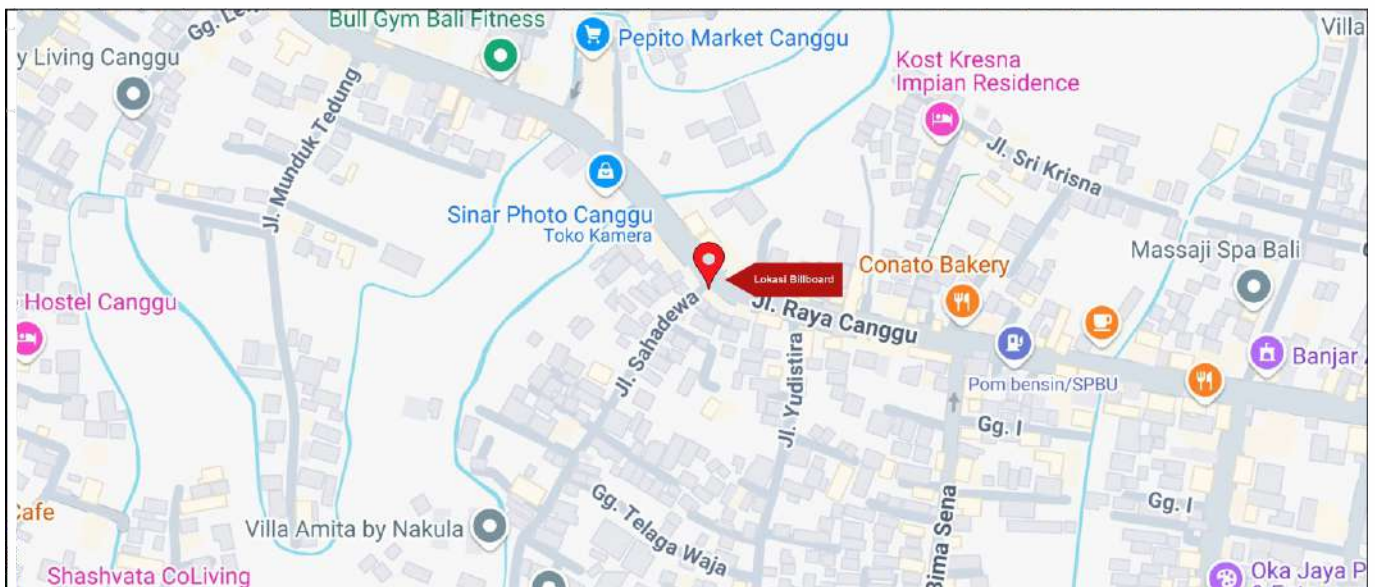 Gg. Le
Bull Gym Bali Fitness
Pepito Market Canggu
Villa
y Living Canggu
Kost Kresna
Impian Residence
Jl. Munduk Tedung
Jl. Sri Krisna
Sinar Photo Canggu
Toko Kamera
Massaji Spa Bali
Conato Bakery
Lokasi Billboard
Hostel Canggu
Jl. Raya Canggu
Jl. Sahadewa
Jl. Yudistira
Banjar
Pom bensin/SPBU
Gg. I
Gg. I
Cafe
Villa Amita by Nakula
Gg. Telaga Waja
Bima Sena
Shashvata CoLiving
Oka Jaya P